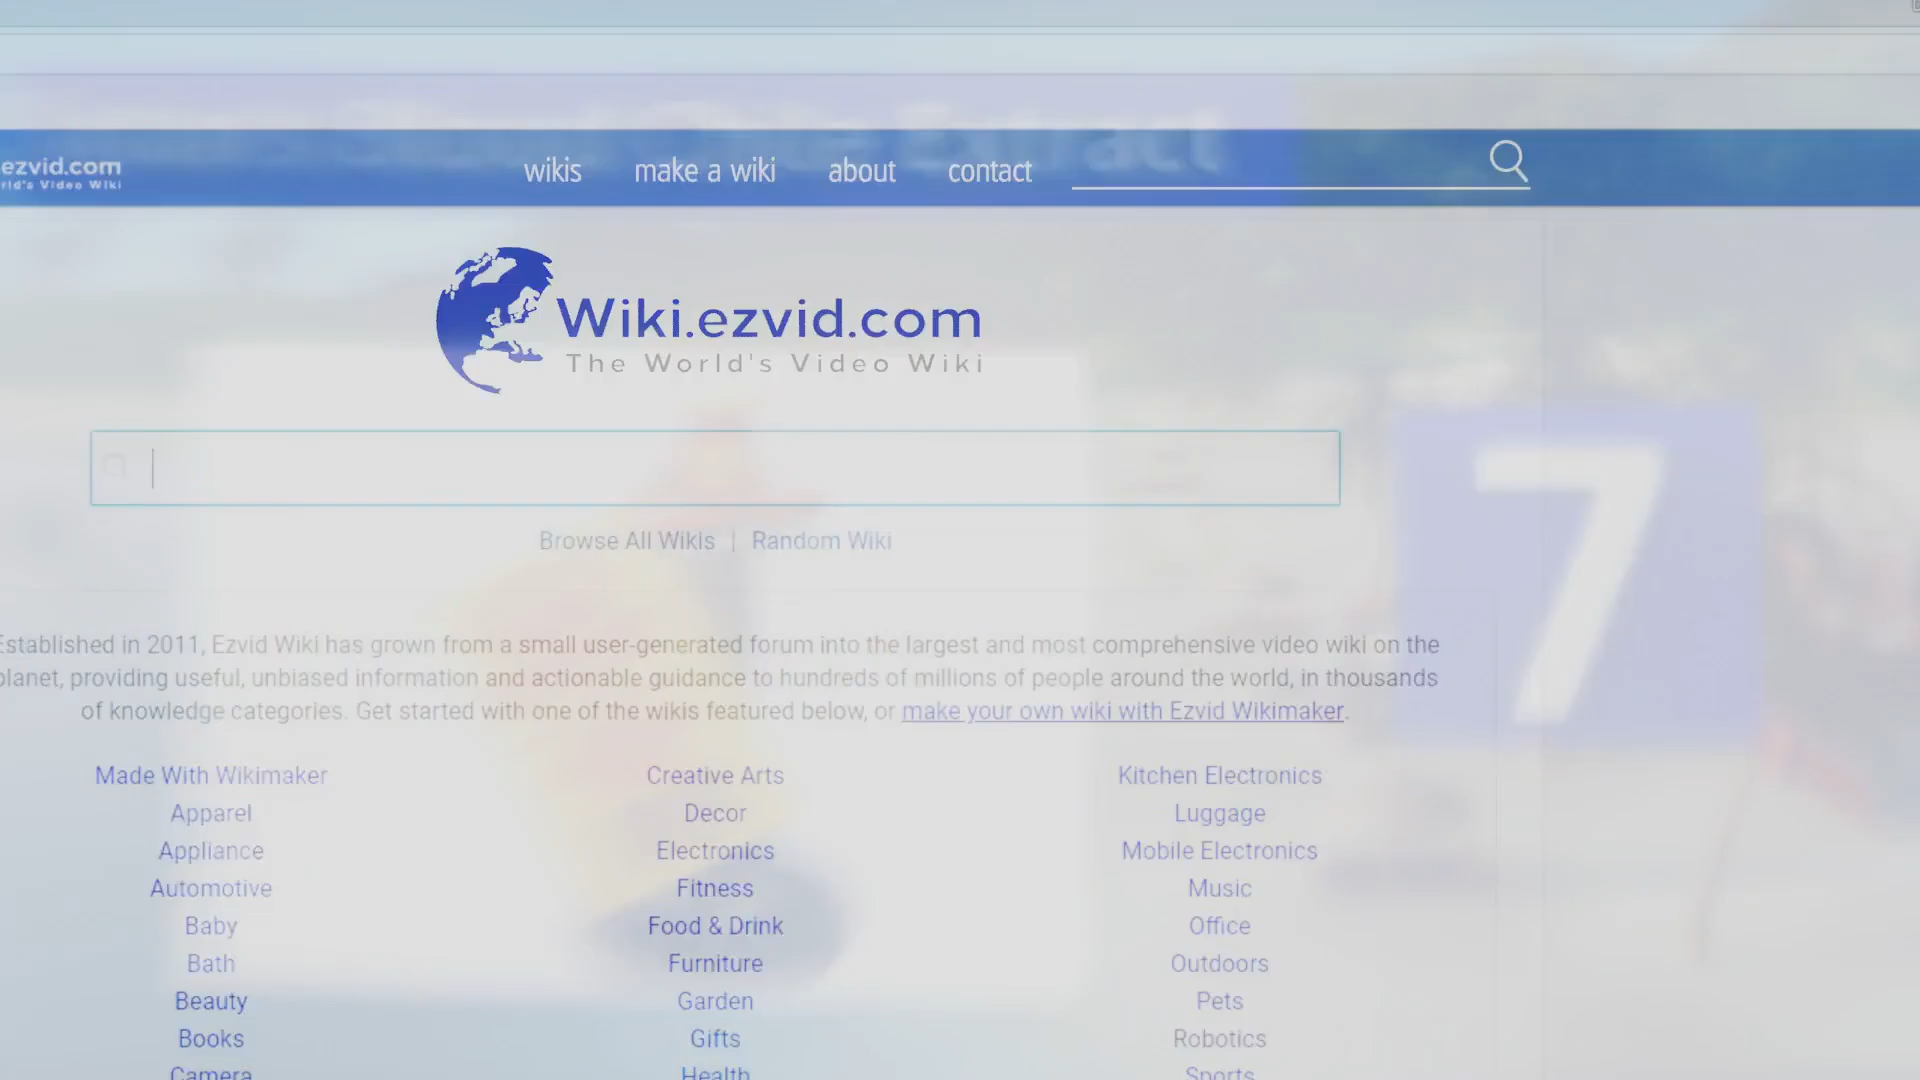 ezvid.com
wikis make a wiki about contact
rld's Video Wiki
Wiki.ezvid.com
The World's Video Wiki
Browse All Wikis | Random Wiki
7
Established in 2011, Ezvid Wiki has grown from a small user-generated forum into the largest and most comprehensive video wiki on the
planet, providing useful, unbiased information and actionable guidance to hundreds of millions of people around the world, in thousands
of knowledge categories. Get started with one of the wikis featured below, or make your own wiki with Ezvid Wikimaker.
Made With Wikimaker Creative Arts Kitchen Electronics
Apparel Decor Luggage
Appliance Electronics Mobile Electronics
Automotive Fitness Music
Baby Food & Drink Office
Bath Furniture Outdoors
Beauty Garden Pets
Books Gifts Robotics
Camera Health Sports